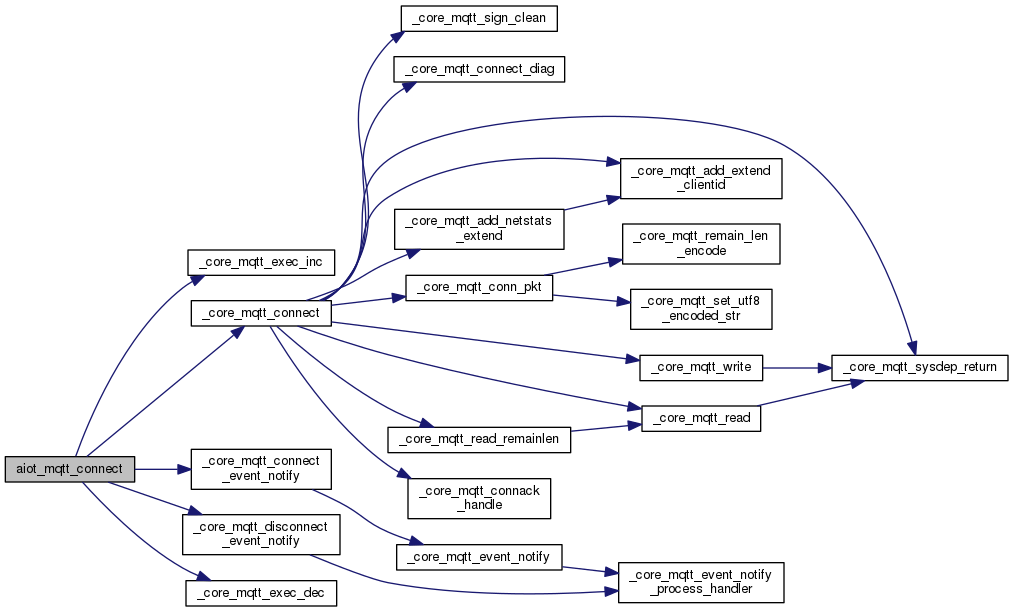 _core_mqtt_sign_clean
_core_mqtt_connect_diag
_core_mqtt_add_extend
_clientid
_core_mqtt_add_netstats
_extend
_core_mqtt_remain_len
_encode
_core_mqtt_exec_inc
_core_mqtt_conn_pkt
_core_mqtt_set_utf8
_encoded_str
_core_mqtt_connect
_core_mqtt_write
_core_mqtt_sysdep_return
_core_mqtt_read
_core_mqtt_read_remainlen
aiot_mqtt_connect
_core_mqtt_connect
_event_notify
_core_mqtt_connack
_handle
_core_mqtt_disconnect
_event_notify
_core_mqtt_event_notify
_core_mqtt_event_notify
_process_handler
_core_mqtt_exec_dec